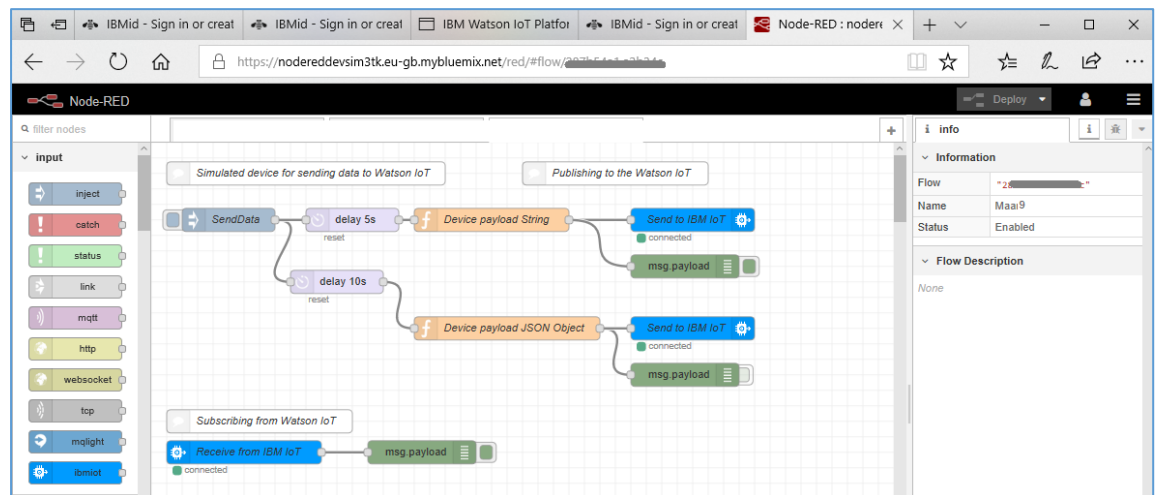 IBMid - Sign in or creat
IBMid - Sign in or creat
IBM Watson IoT Platfor
IBMid - Sign in or creat
Node-RED : nodere
https://nodereddevsim3tk.eu-gb.mybluemix.net/red/#flow/
Node-RED
Deploy
filter nodes
info
input
Information
Simulated device for sending data to Watson IoT
Publishing to the Watson IoT
inject
Flow
Name
SendData
delay 5s
Device payload String
Send to IBM IoT
catch
Status
Enabled
reset
connected
status
msg.payload
Flow Description
link
delay 10s
None
reset
mqtt
Device payload JSON Object
Send to IBM IoT
http
connected
websocket
msg.payload
tcp
Subscribing from Watson IoT
mqlight
Receive from IBM IoT
msg.payload
ibmiot
connected